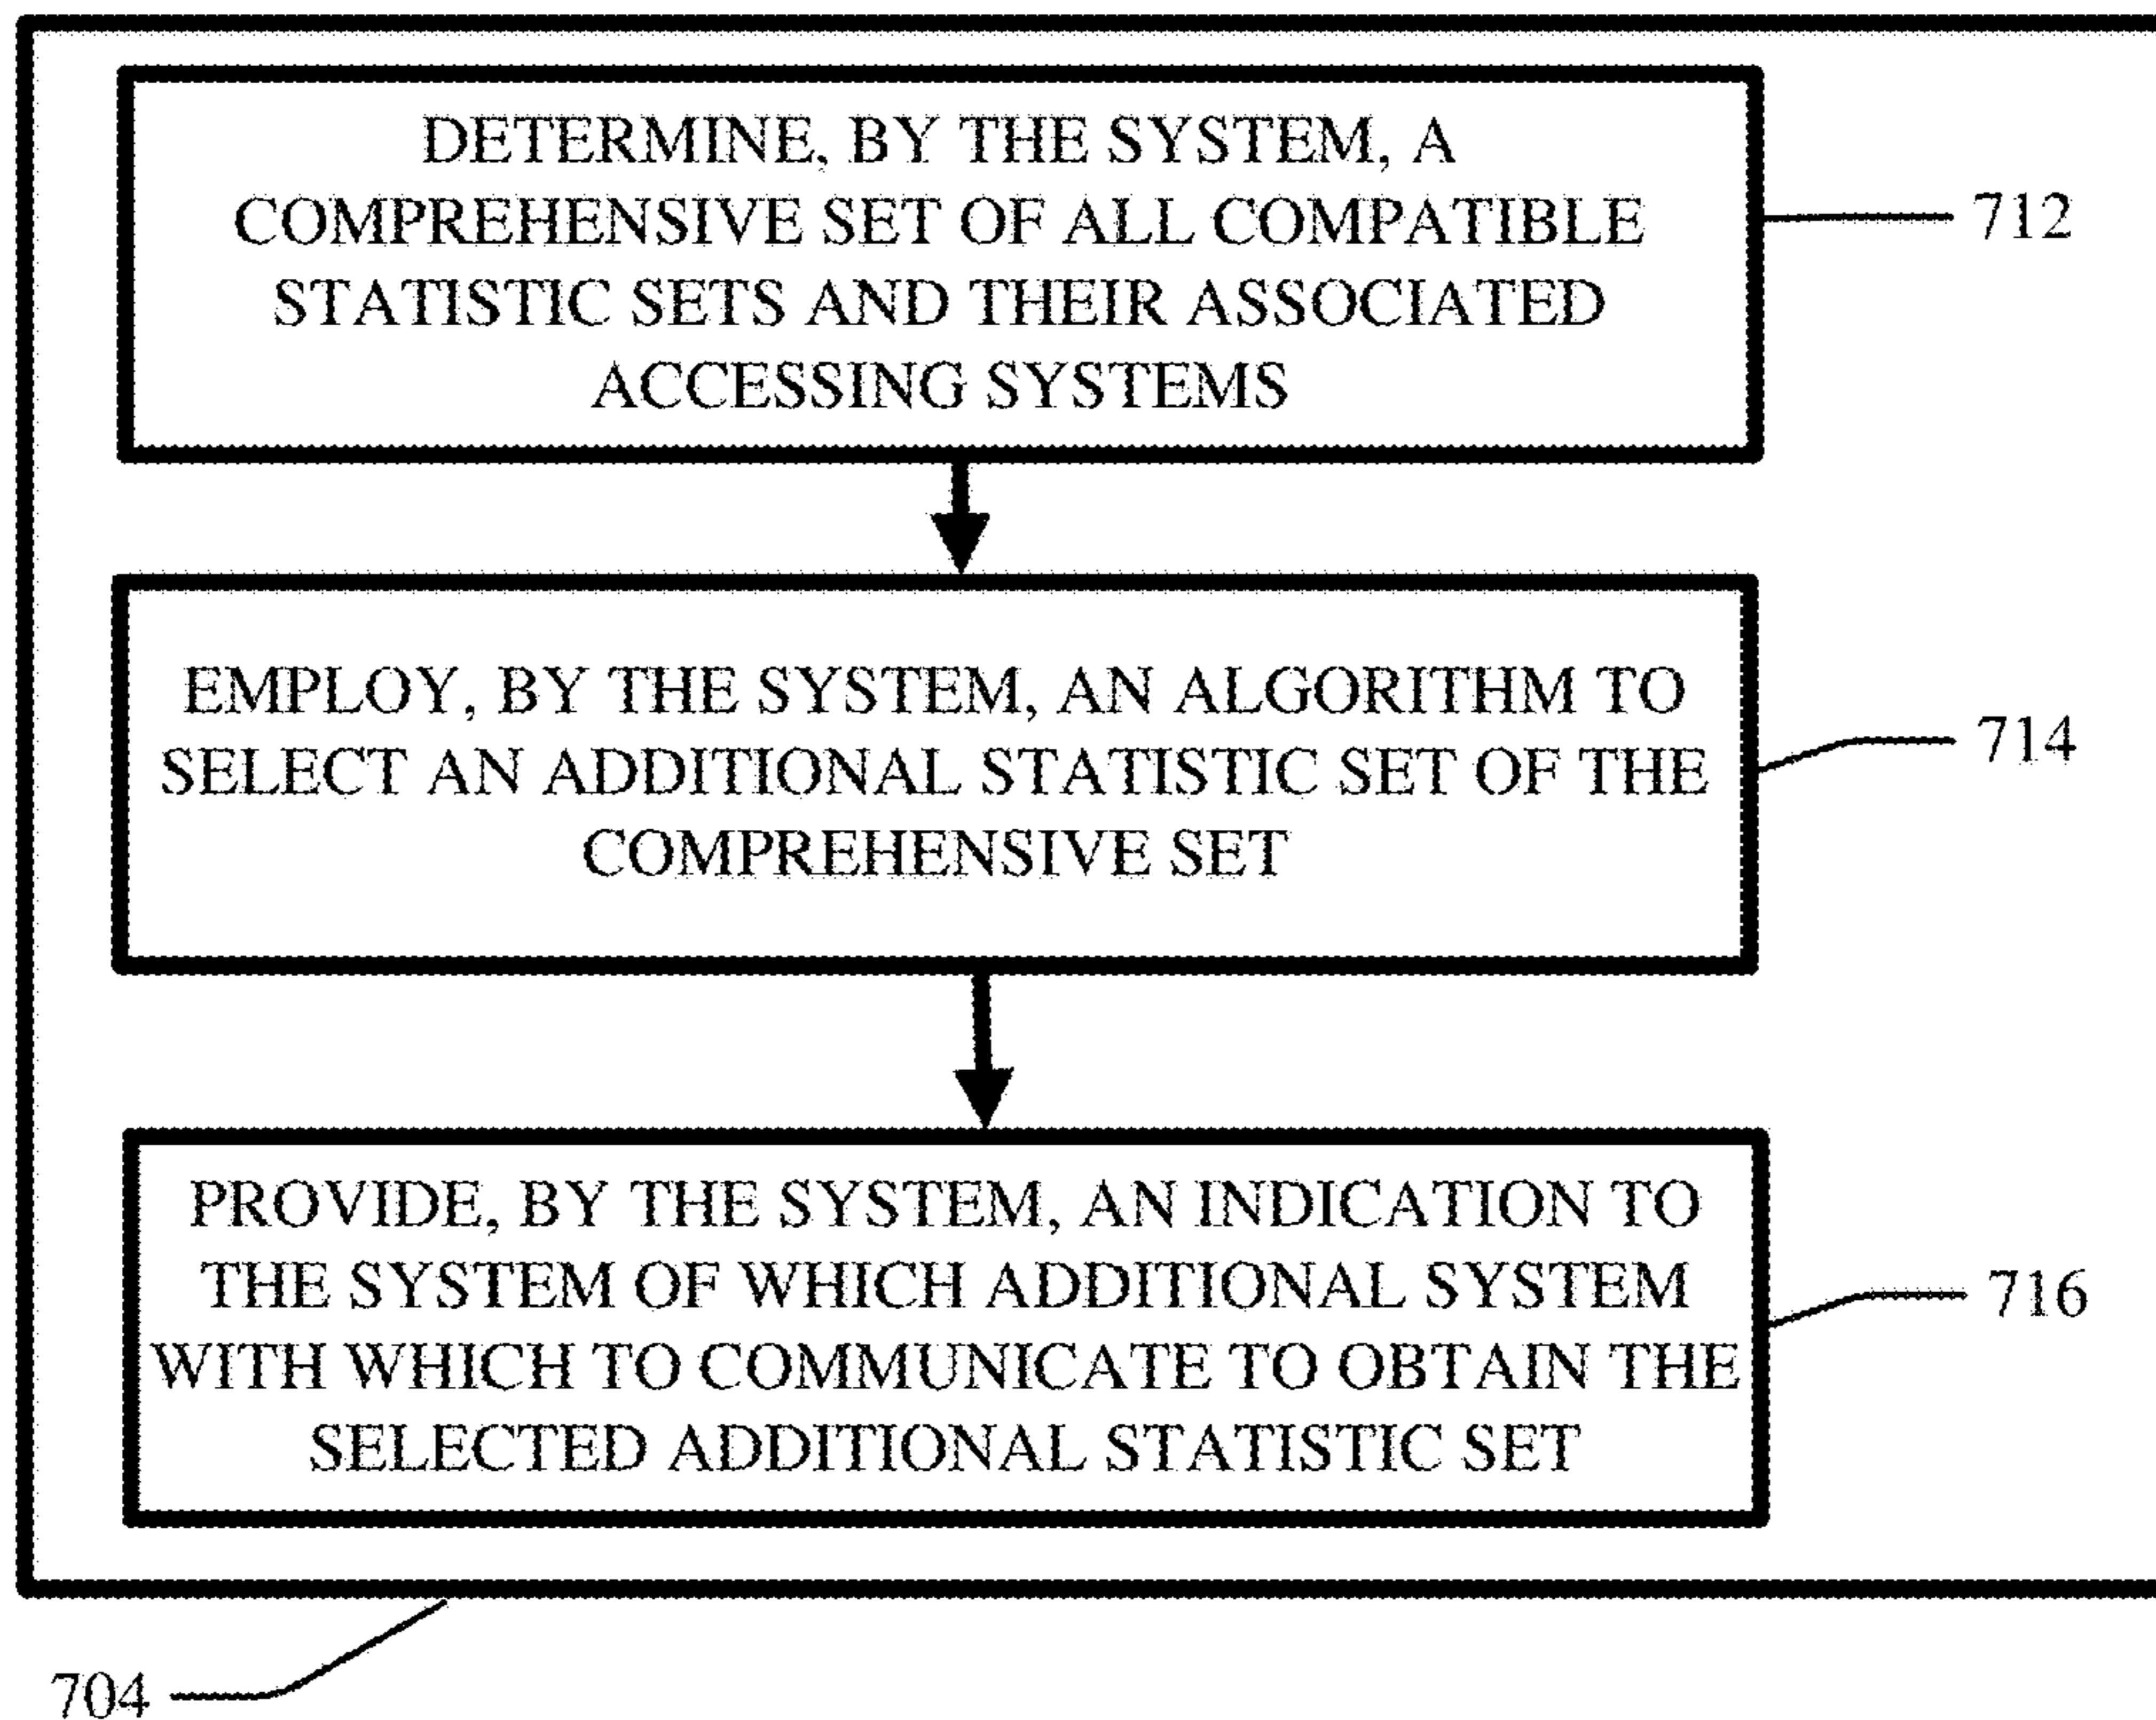 DETERMINE, BY THE SYSTEM, A
COMPREHENSIVE SET OF ALL COMPATIBLE
STATISTIC SETS AND THEIR ASSOCIATED
ACCESSING SYSTEMS
712
EMPLOY, BY THE SYSTEM, AN ALGORITHM TO
SELECT AN ADDITIONAL STATISTIC SET OF THE
COMPREHENSIVE SET
714
PROVIDE, BY THE SYSTEM, AN INDICATION TO
THE SYSTEM OF WHICH ADDITIONAL SYSTEM
WITH WHICH TO COMMUNICATE TO OBTAIN THE
SELECTED ADDITIONAL STATISTIC SET
716
704